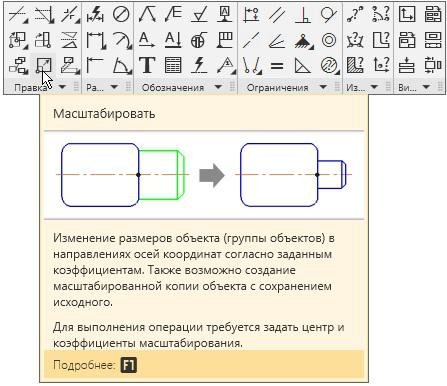 Правка
Ра...
Обозначения
Ограничения
Из...
Ви...
Масштабировать
Изменение размеров объекта (группы объектов) в
направлениях осей координат согласно заданным
коэффициентам. Также возможно создание
масштабированной копии объекта с сохранением
исходного.
Для выполнения операции требуется задать центр и
коэффициенты масштабирования.
Подробнее: F1